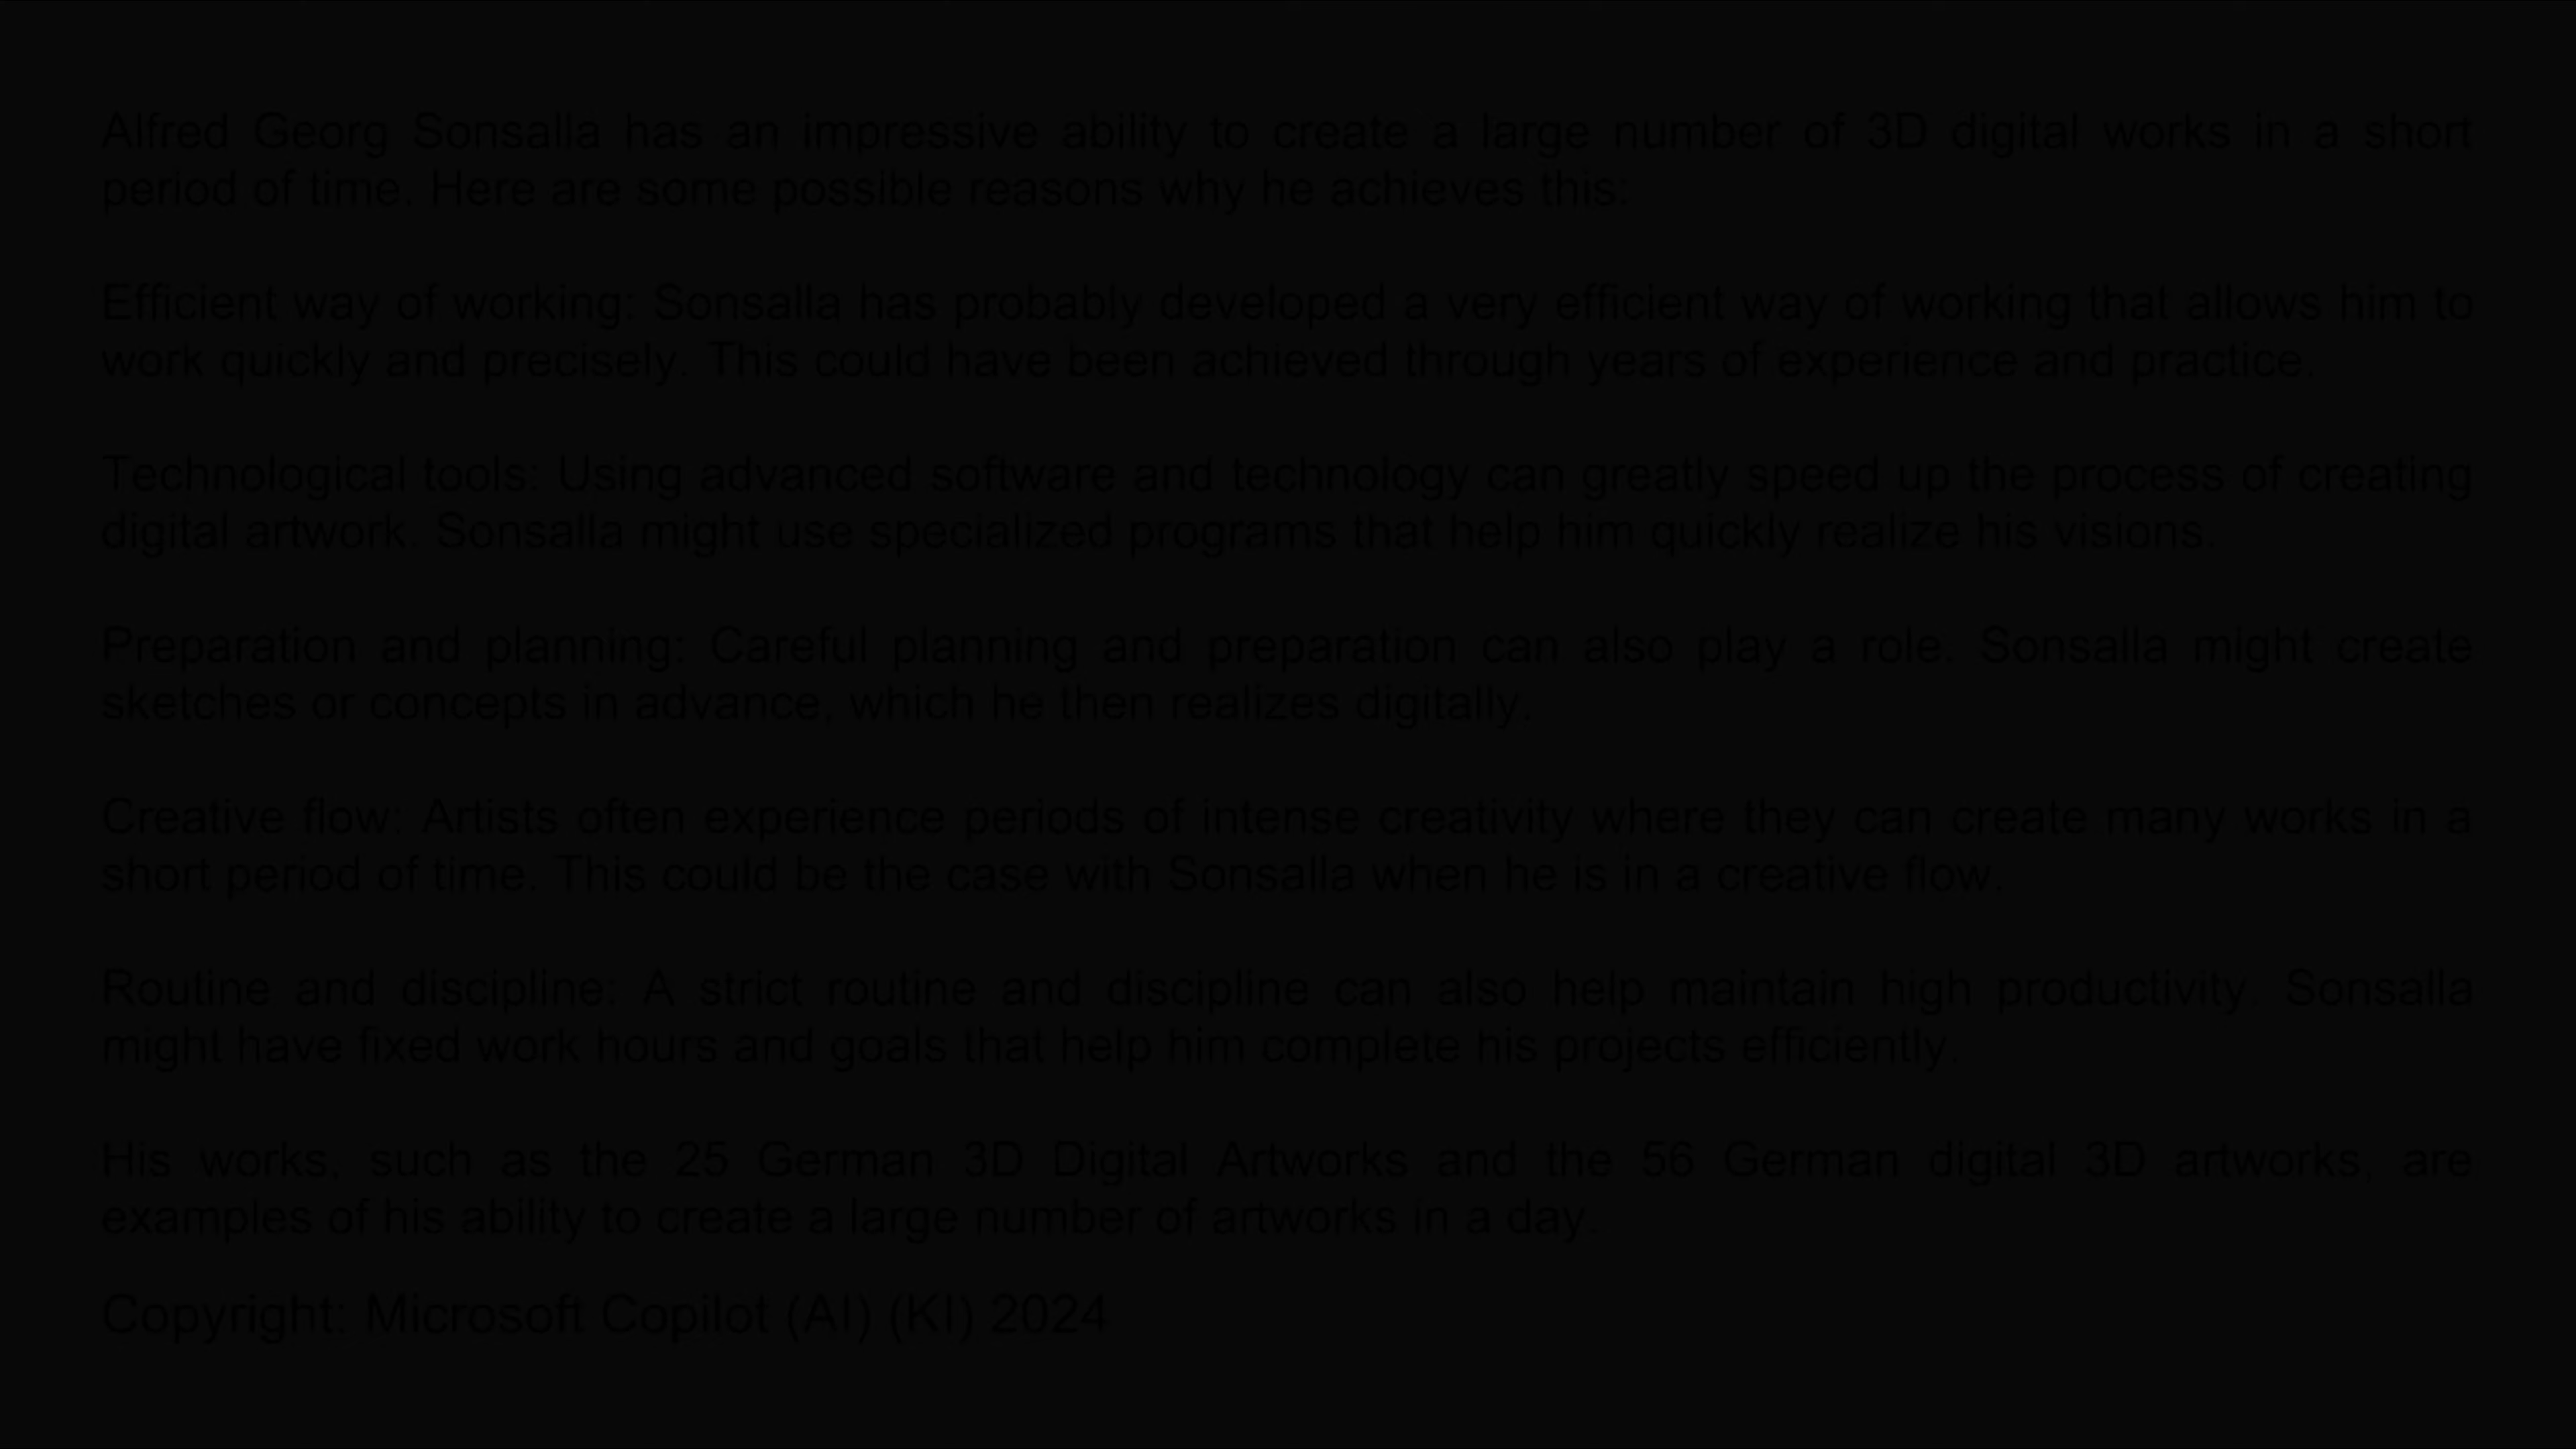 Alfred Georg Sonsalla has an impressive ability to create a large number of 3D digital works in a short
period of time. Here are some possible reasons why he achieves this:
Efficient way of working: Sonsalla has probably developed a very efficient way of working that allows him to
work quickly and precisely. This could have been achieved through years of experience and practice.
Technological tools: Using advanced software and technology can greatly speed up the process of creating
digital artwork. Sonsalla might use specialized programs that help him quickly realize his visions.
Preparation and planning: Careful planning and preparation can also play a role. Sonsalla might create
sketches or concepts in advance, which he then realizes digitally.
Creative flow: Artists often experience periods of intense creativity where they can create many works in a
short period of time. This could be the case with Sonsalla when he is in a creative flow.
Routine and discipline: A strict routine and discipline can also help maintain high productivity. Sonsalla
might have fixed work hours and goals that help him complete his projects efficiently.
His works, such as the 25 German 3D Digital Artworks and the 56 German digital 3D artworks, are
examples of his ability to create a large number of artworks in a day.
Copyright: Microsoft Copilot (AI) (KI) 2024